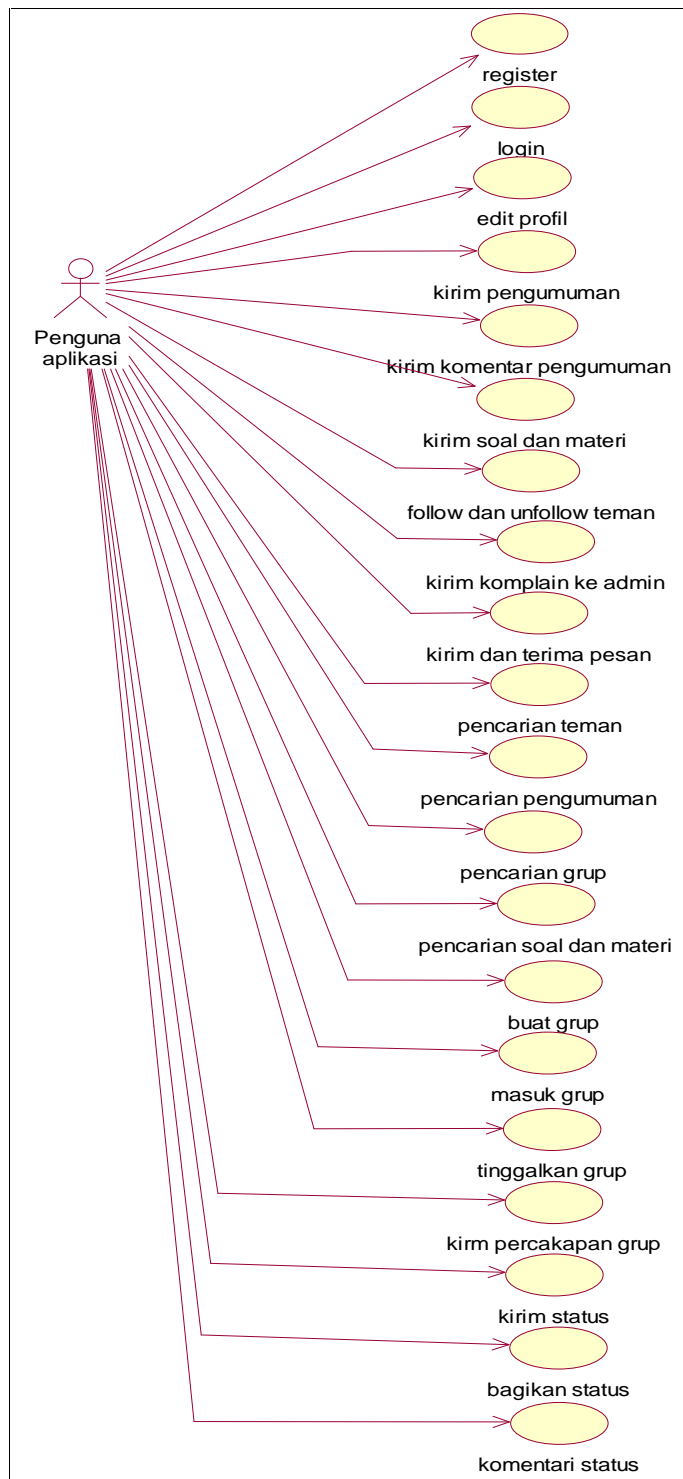 register
login
edit profil
Penguna
aplikasi
kirim pengumuman
kirim komentar pengumuman
kirim soal dan materi
follow dan unfollow teman
kirim komplain ke admin
kirim dan terima pesan
pencarian teman
pencarian pengumuman
pencarian grup
pencarian soal dan materi
buat grup
masuk grup
tinggalkan grup
kirm percakapan grup
kirim status
bagikan status
komentari status